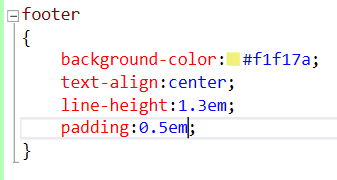 footer
{
    background-color:#f1f17a;
    text-align:center;
    line-height:1.3em;
    padding:0.5em;
}